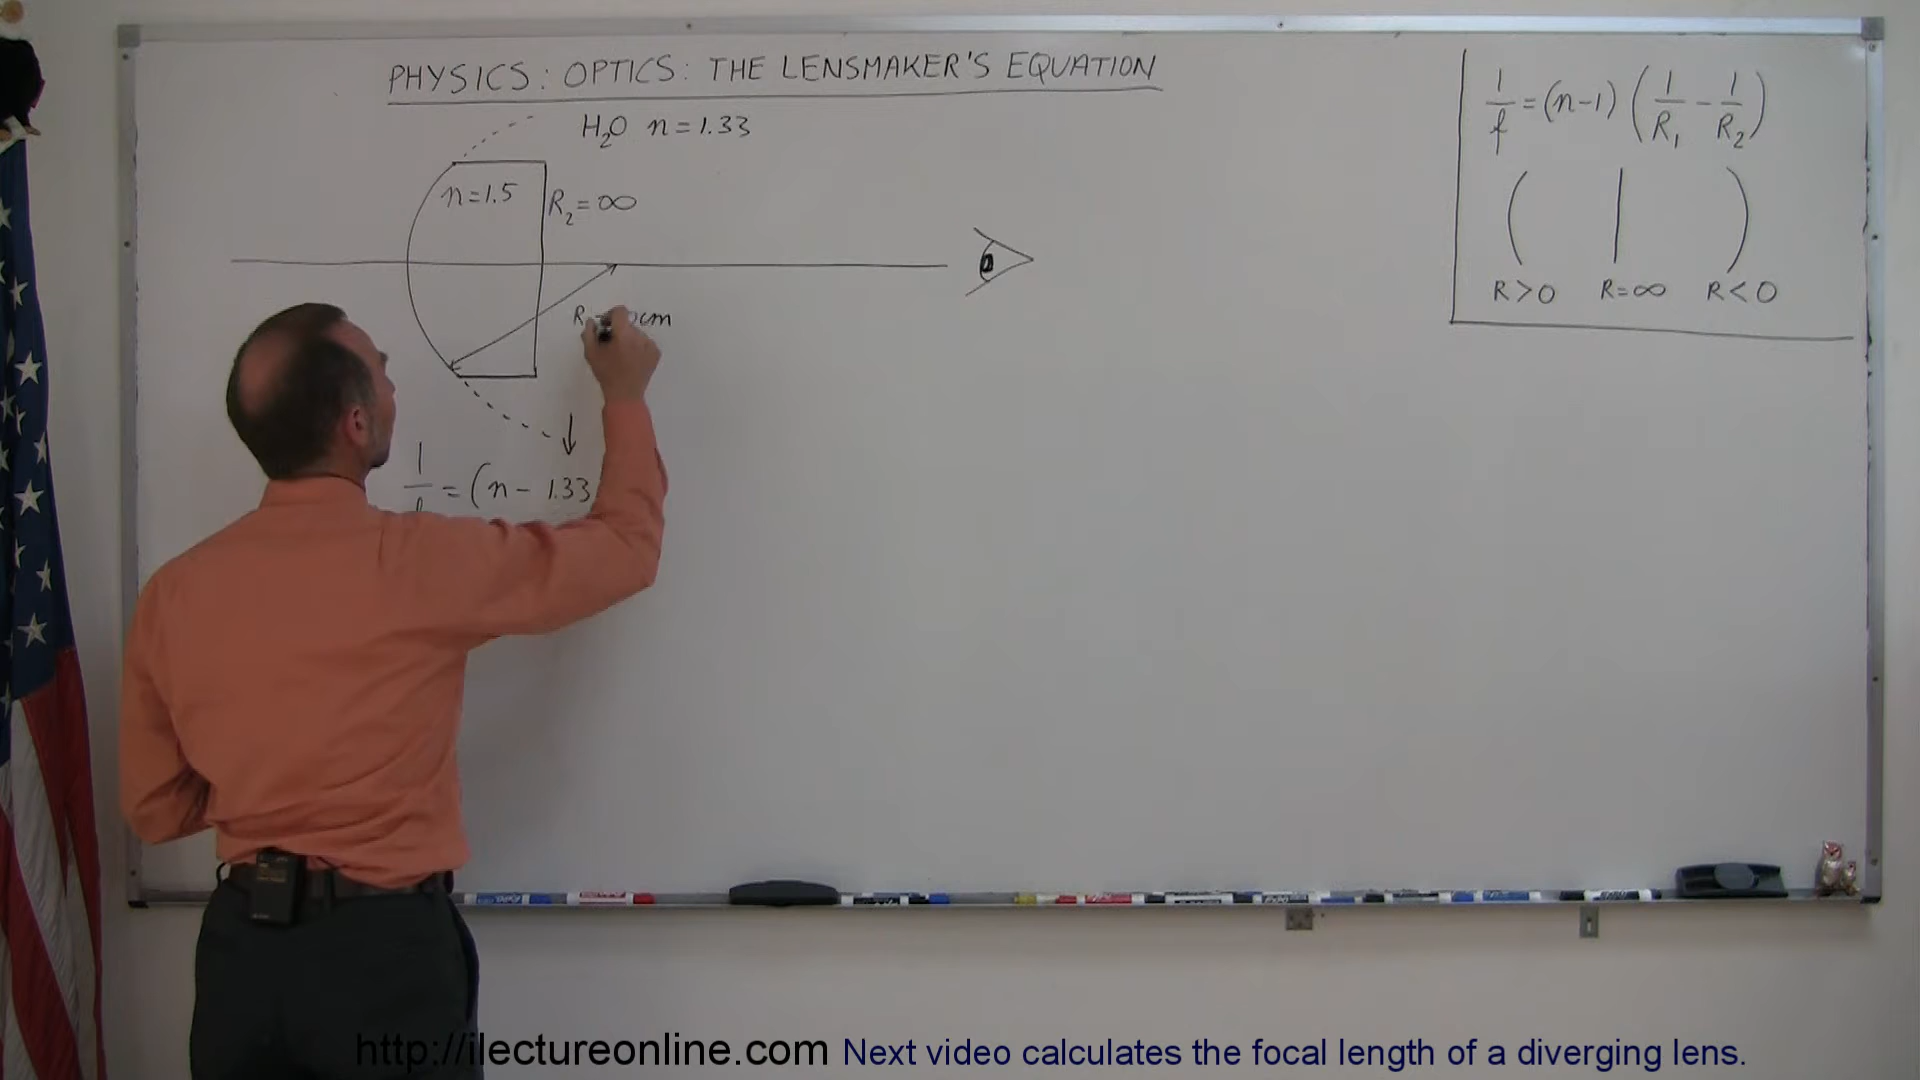 PHYSICS: OPTICS: THE LENSMAKER'S EQUATION
H₂O n = 1.33
n = 1.5
R₂ = ∞
cm
1/f = (n - 1.33
1/f = (n-1) (1/R₁ - 1/R₂)
( | )
R > 0 R = ∞ R < 0
http://ilectureonline.com Next video calculates the focal length of a diverging lens.